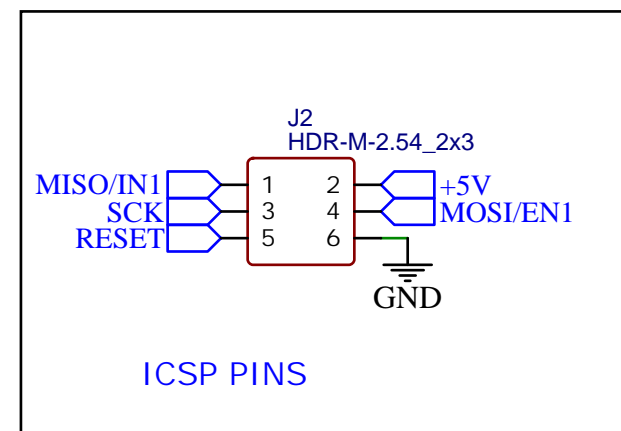 J2
HDR-M-2.54_2x3
MISO/IN1 1 2 +5V
SCK 3 4 MOSI/EN1
RESET 5 6
GND
ICSP PINS